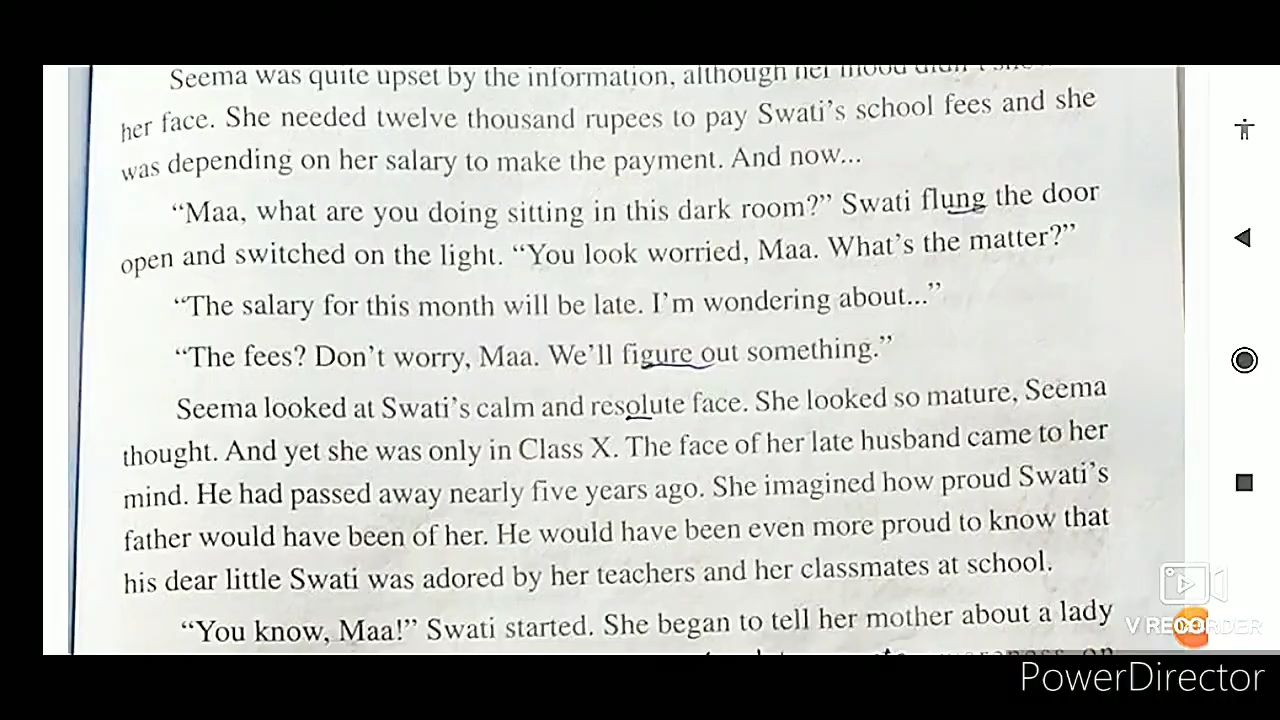 Seema was quite upset by the information, although her mood didn't
her face. She needed twelve thousand rupees to pay Swati's school fees and she
was depending on her salary to make the payment. And now...
“Maa, what are you doing sitting in this dark room?” Swati flung the door
open and switched on the light. “You look worried, Maa. What's the matter?”
“The salary for this month will be late. I'm wondering about...”
“The fees? Don't worry, Maa. We'll figure out something.”
Seema looked at Swati's calm and resolute face. She looked so mature, Seema
thought. And yet she was only in Class X. The face of her late husband came to her
mind. He had passed away nearly five years ago. She imagined how proud Swati's
father would have been of her. He would have been even more proud to know that
his dear little Swati was adored by her teachers and her classmates at school.
“You know, Maa!” Swati started. She began to tell her mother about a lady
V RECORDER
PowerDirector